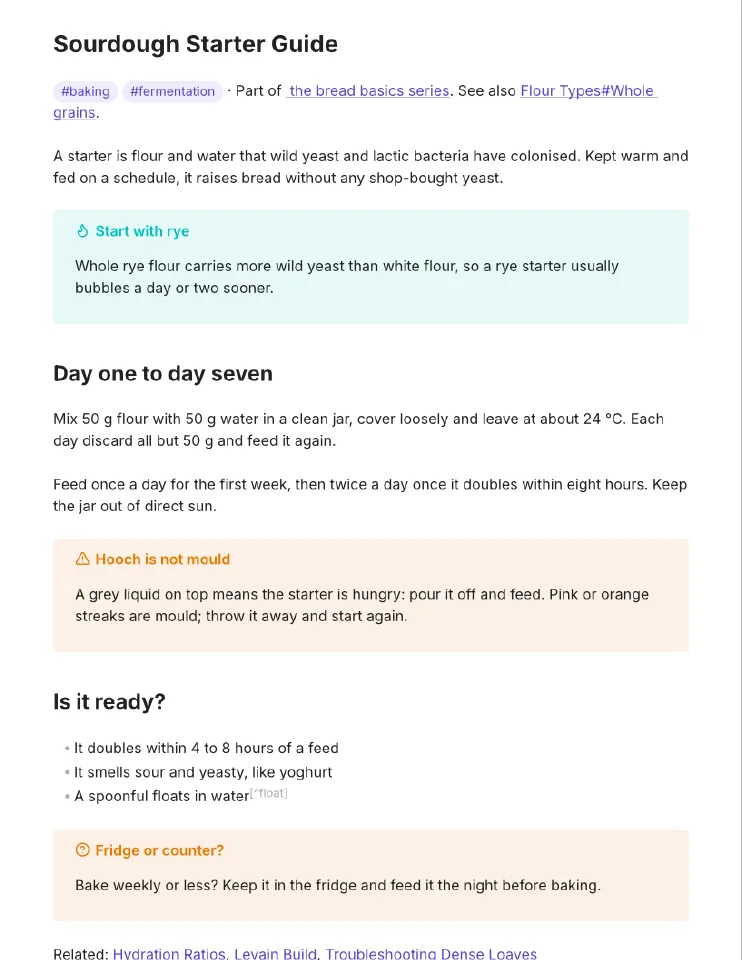 Sourdough Starter Guide
#baking #fermentation · Part of the bread basics series. See also Flour Types#Whole
grains.
A starter is flour and water that wild yeast and lactic bacteria have colonised. Kept warm and
fed on a schedule, it raises bread without any shop-bought yeast.
Start with rye
Whole rye flour carries more wild yeast than white flour, so a rye starter usually
bubbles a day or two sooner.
Day one to day seven
Mix 50 g flour with 50 g water in a clean jar, cover loosely and leave at about 24 °C. Each
day discard all but 50 g and feed it again.
Feed once a day for the first week, then twice a day once it doubles within eight hours. Keep
the jar out of direct sun.
Hooch is not mould
A grey liquid on top means the starter is hungry: pour it off and feed. Pink or orange
streaks are mould; throw it away and start again.
Is it ready?
• It doubles within 4 to 8 hours of a feed
• It smells sour and yeasty, like yoghurt
• A spoonful floats in water[^float]
Fridge or counter?
Bake weekly or less? Keep it in the fridge and feed it the night before baking.
Related: Hydration Ratios, Levain Build, Troubleshooting Dense Loaves